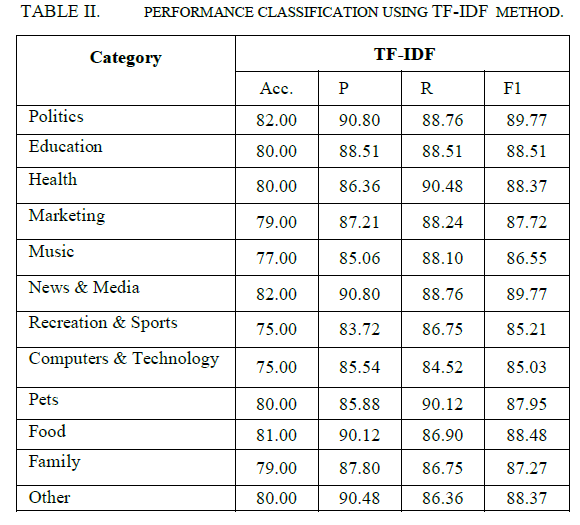 TABLE II. PERFORMANCE CLASSIFICATION USING TF-IDF METHOD.
Category TF-IDF
Acc. P R F1
Politics 82.00 90.80 88.76 89.77
Education 80.00 88.51 88.51 88.51
Health 80.00 86.36 90.48 88.37
Marketing 79.00 87.21 88.24 87.72
Music 77.00 85.06 88.10 86.55
News & Media 82.00 90.80 88.76 89.77
Recreation & Sports 75.00 83.72 86.75 85.21
Computers & Technology 75.00 85.54 84.52 85.03
Pets 80.00 85.88 90.12 87.95
Food 81.00 90.12 86.90 88.48
Family 79.00 87.80 86.75 87.27
Other 80.00 90.48 86.36 88.37